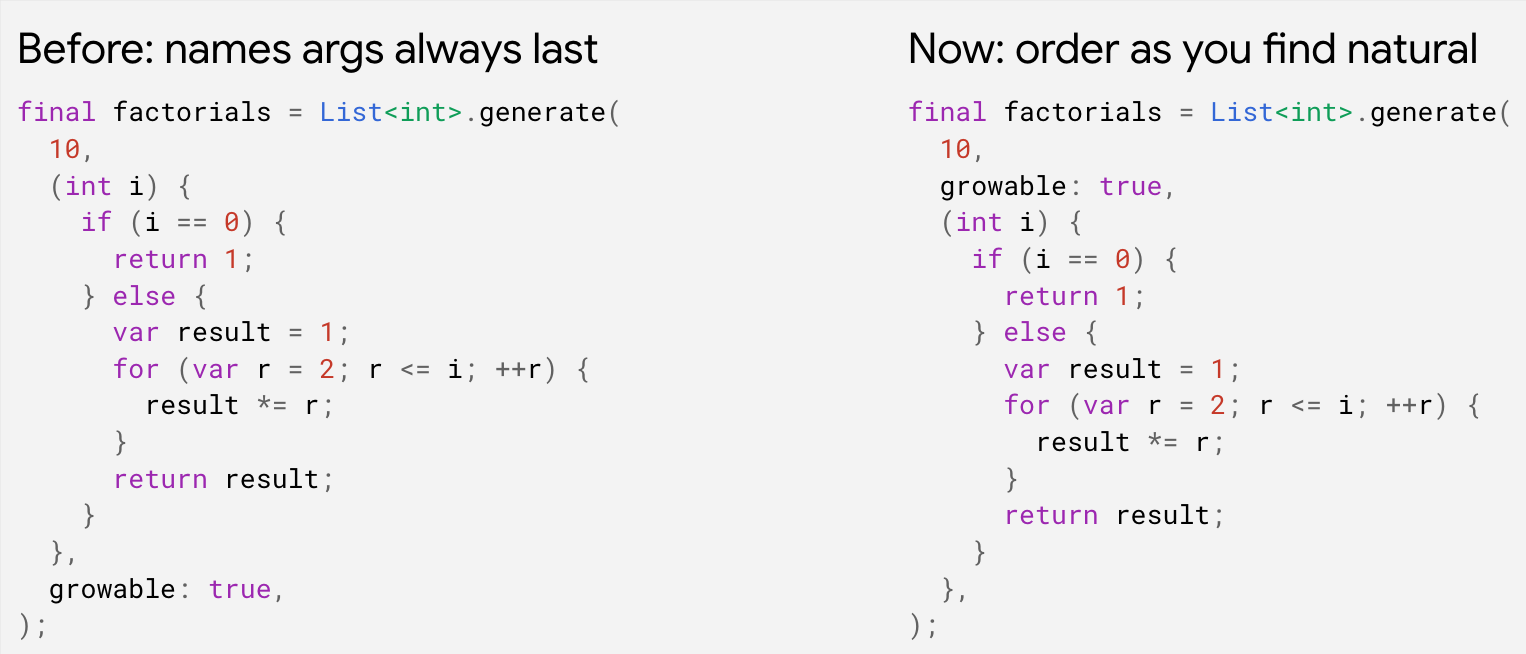 Before: names args always last
final factorials = List<int>.generate(
  10,
  (int i) {
    if (i == 0) {
      return 1;
    } else {
      var result = 1;
      for (var r = 2; r <= i; ++r) {
        result *= r;
      }
      return result;
    }
  },
  growable: true,
);
Now: order as you find natural
final factorials = List<int>.generate(
  10,
  growable: true,
  (int i) {
    if (i == 0) {
      return 1;
    } else {
      var result = 1;
      for (var r = 2; r <= i; ++r) {
        result *= r;
      }
      return result;
    }
  },
);